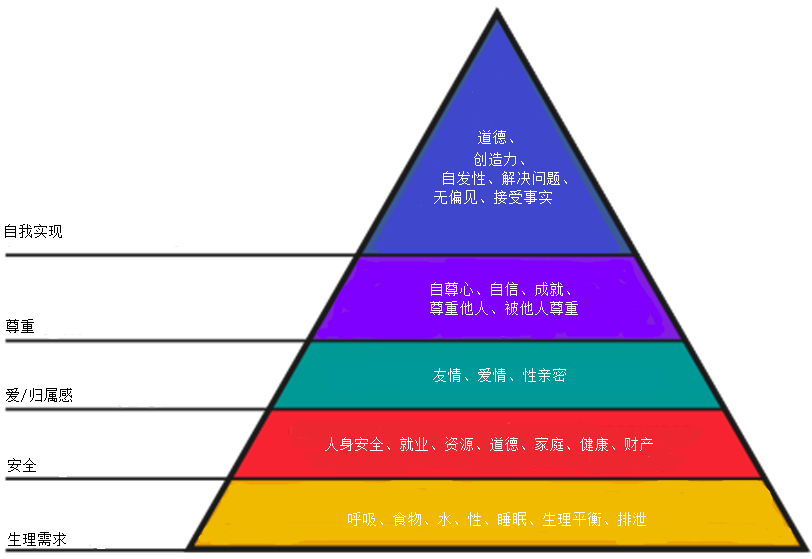 道德、
创造力、
自发性、解决问题、
无偏见、接受事实
自我实现
自尊心、自信、成就、
尊重他人、被他人尊重
尊重
友情、爱情、性亲密
爱/归属感
人身安全、就业、资源、道德、家庭、健康、财产
安全
呼吸、食物、水、性、睡眠、生理平衡、排泄
生理需求